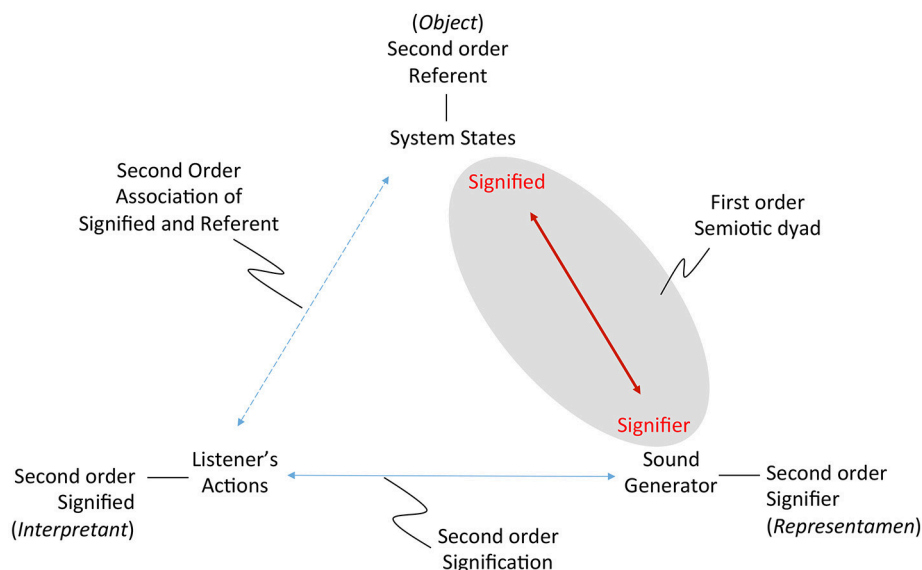 (Object)
Second order
Referent
System States
Second Order
Association of
Signified and Referent
Signified
First order
Semiotic dyad
Signifier
Second order
Signified
(Interpretant)
Listener's
Actions
Sound
Generator
Second order
Signifier
(Representamen)
Second order
Signification